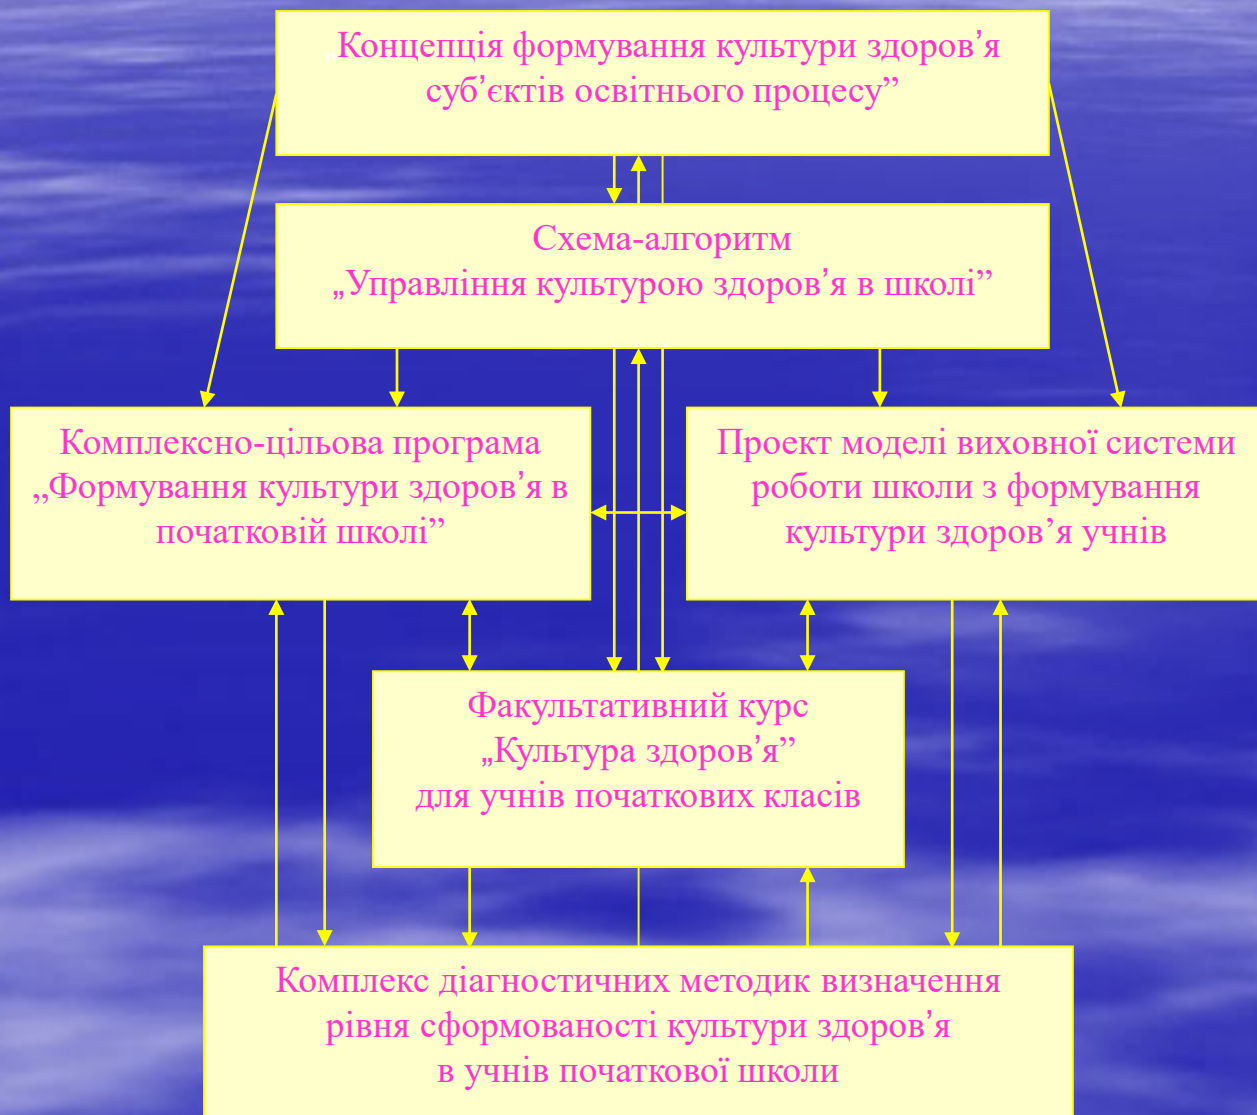 „Концепція формування культури здоров’я
суб’єктів освітнього процесу”
Схема-алгоритм
„Управління культурою здоров’я в школі”
Комплексно-цільова програма
„Формування культури здоров’я в
початковій школі”
Проект моделі виховної системи
роботи школи з формування
культури здоров’я учнів
Факультативний курс
„Культура здоров’я”
для учнів початкових класів
Комплекс діагностичних методик визначення
рівня сформованості культури здоров’я
в учнів початкової школи